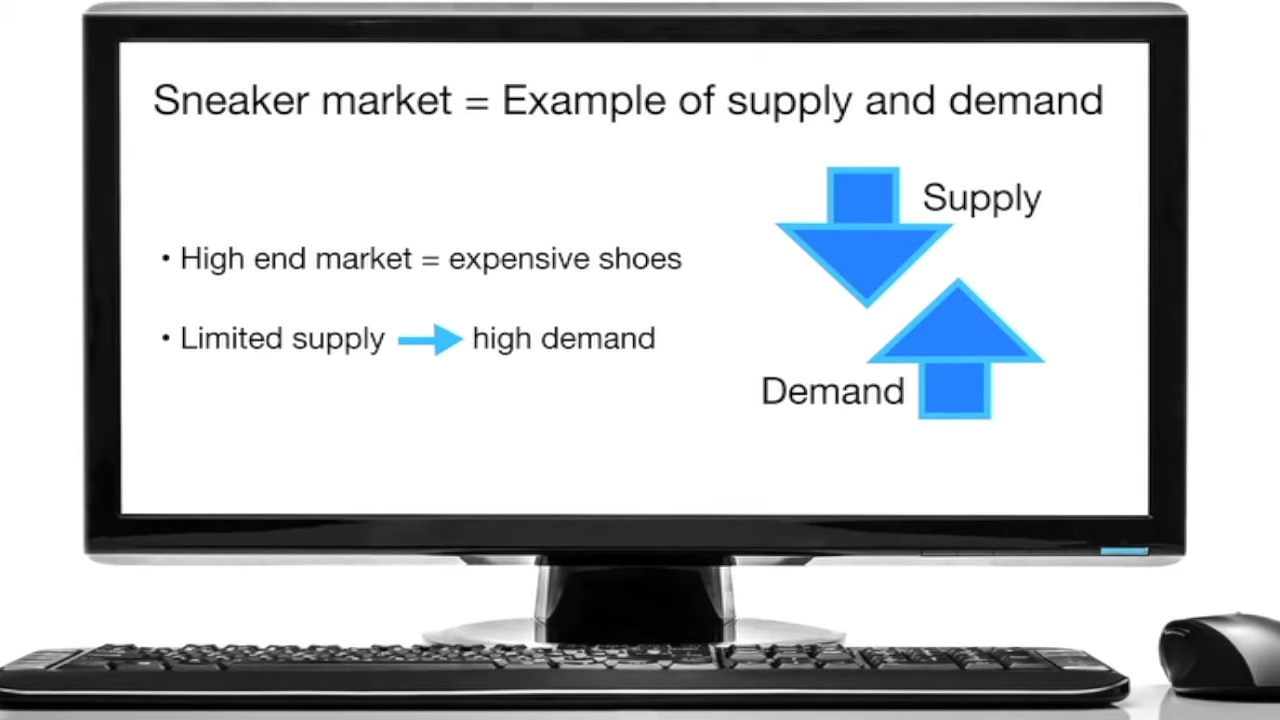 Sneaker market = Example of supply and demand
Supply
• High end market = expensive shoes
• Limited supply → high demand
Demand